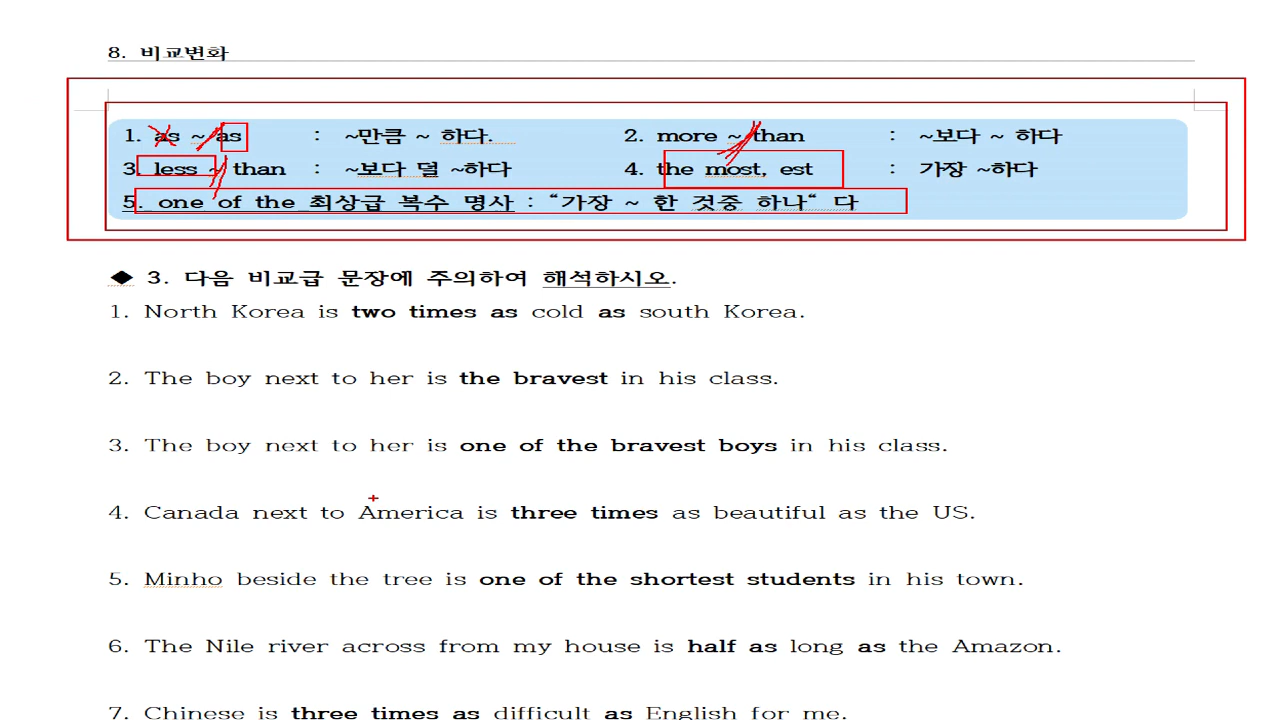 8. 비교변화
1. as ~ as : ~만큼 ~ 하다. 2. more ~ than : ~보다 ~ 하다
3. less ~ than : ~보다 덜 ~하다 4. the most, est : 가장 ~하다
5. one of the 최상급 복수 명사 : “가장 ~ 한 것중 하나“ 다
◆ 3. 다음 비교급 문장에 주의하여 해석하시오.
1. North Korea is two times as cold as south Korea.
2. The boy next to her is the bravest in his class.
3. The boy next to her is one of the bravest boys in his class.
4. Canada next to America is three times as beautiful as the US.
5. Minho beside the tree is one of the shortest students in his town.
6. The Nile river across from my house is half as long as the Amazon.
7. Chinese is three times as difficult as English for me.